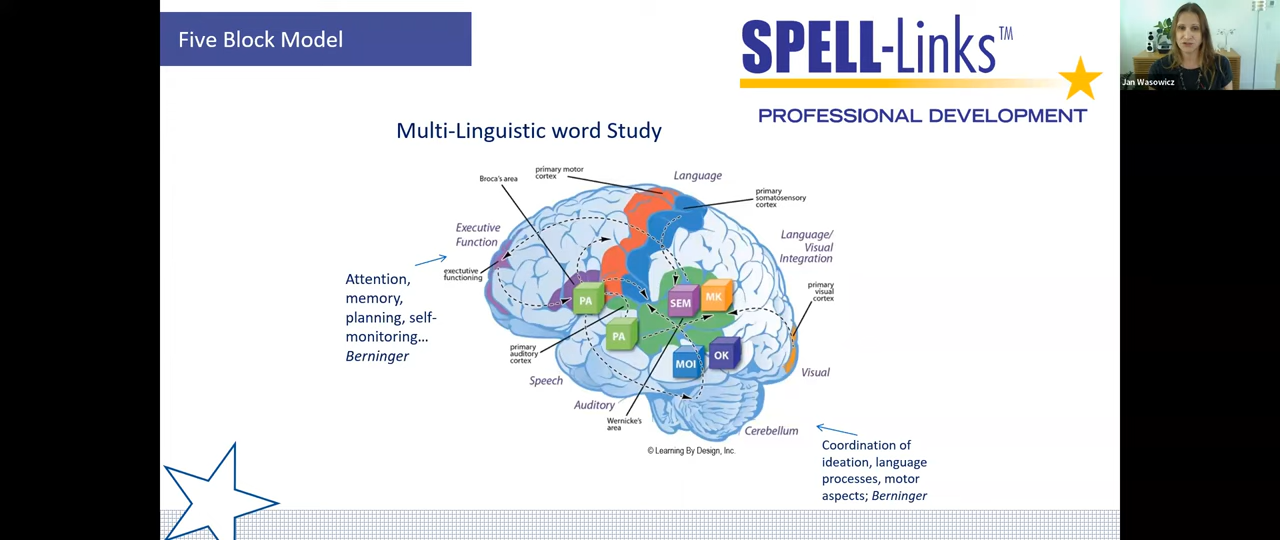 Five Block Model
SPELL-Links™
PROFESSIONAL DEVELOPMENT
Jan Wasowicz
Multi-Linguistic word Study
primary motor
cortex
Language
Broca's area
primary
somatosensory
cortex
Executive
Function
Language/
Visual
Integration
exectutive
functioning
Attention,
memory,
planning, self-
monitoring...
Berninger
primary
visual
cortex
PA
SEM
MK
PA
MOI
OK
primary
auditory
cortex
Speech
Visual
Auditory
Wernicke's
area
Cerebellum
© Learning By Design, Inc.
Coordination of
ideation, language
processes, motor
aspects; Berninger